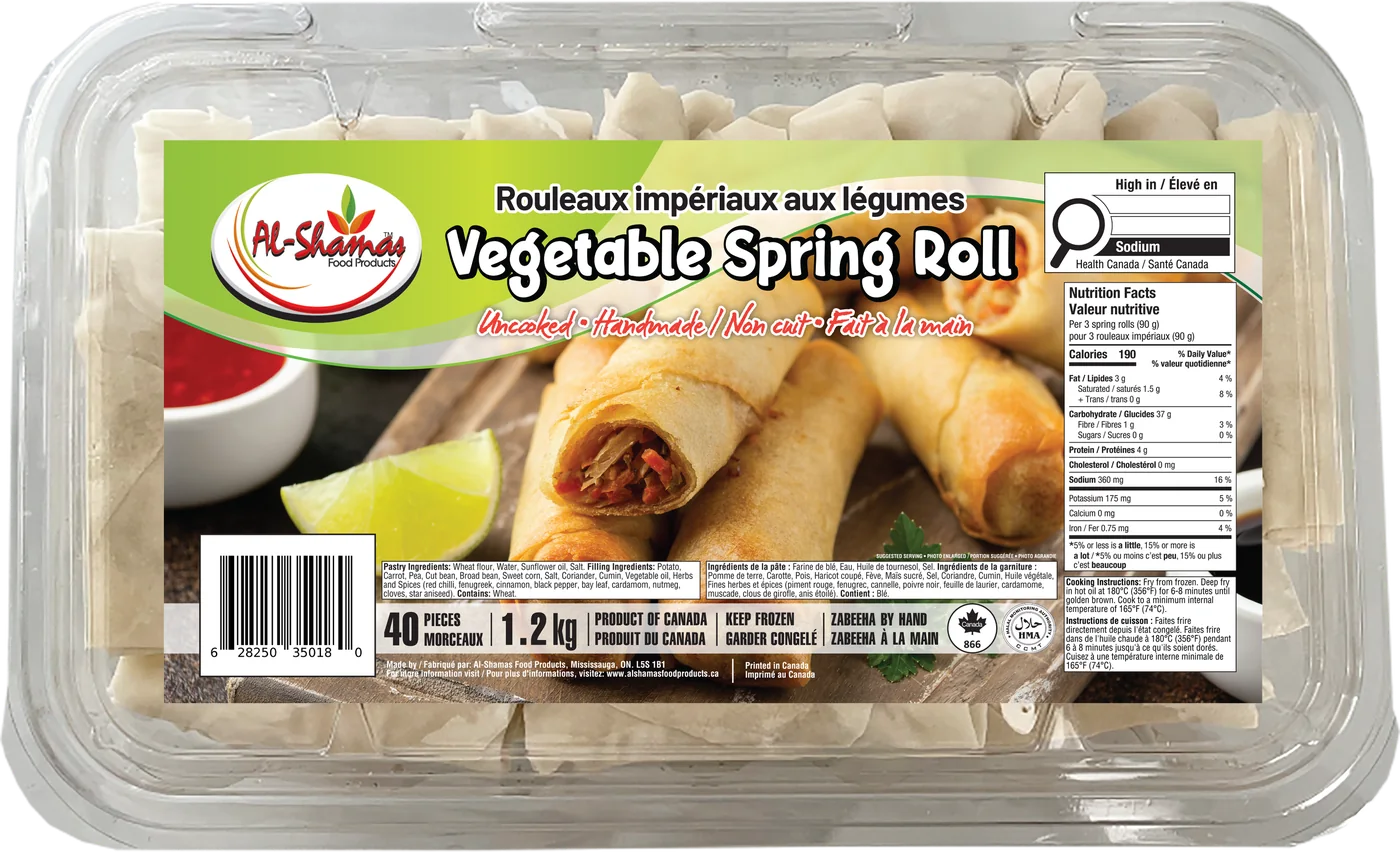 Rouleaux impériaux aux légumes
Vegetable Spring Roll
Uncooked • Handmade / Non cuit • Fait à la main
AL-Shamas
TM
Food Products
High in / Élevé en
Sodium
Health Canada / Santé Canada
Nutrition Facts
Valeur nutritive
Per 3 spring rolls (90 g)
pour 3 rouleaux impériaux (90 g)
Calories 190
% Daily Value*
% valeur quotidienne*
Fat / Lipides 3 g 4 %
Saturated / saturés 1.5 g
+ Trans / trans 0 g
8 %
Carbohydrate / Glucides 37 g
Fibre / Fibres 1 g 3 %
Sugars / Sucres 0 g 0 %
Protein / Protéines 4 g
Cholesterol / Cholestérol 0 mg
Sodium 360 mg 16 %
Potassium 175 mg 5 %
Calcium 0 mg 0 %
Iron / Fer 0.75 mg 4 %
*5% or less is a little, 15% or more is
a lot / *5% ou moins c'est peu, 15% ou plus
c'est beaucoup
Cooking Instructions: Fry from frozen. Deep fry
in hot oil at 180°C (356°F) for 6-8 minutes until
golden brown. Cook to a minimum internal
temperature of 165°F (74°C).
Instructions de cuisson : Faites frire
directement depuis l'état congelé. Faites frire
dans de l'huile chaude à 180°C (356°F) pendant
6 à 8 minutes jusqu'à ce qu'ils soient dorés.
Cuisez à une température interne minimale de
165°F (74°C).
SUGGESTED SERVING • PHOTO ENLARGED / PORTION SUGGÉRÉE • PHOTO AGRANDIE
Pastry Ingredients: Wheat flour, Water, Sunflower oil, Salt. Filling Ingredients: Potato,
Carrot, Pea, Cut bean, Broad bean, Sweet corn, Salt, Coriander, Cumin, Vegetable oil, Herbs
and Spices (red chilli, fenugreek, cinnamon, black pepper, bay leaf, cardamom, nutmeg,
cloves, star aniseed). Contains: Wheat.
Ingrédients de la pâte : Farine de blé, Eau, Huile de tournesol, Sel. Ingrédients de la garniture :
Pomme de terre, Carotte, Pois, Haricot coupé, Fève, Mais sucré, Sel, Coriandre, Cumin, Huile végétale,
Fines herbes et épices (piment rouge, fenugrec, cannelle, poivre noir, feuille de laurier, cardamome,
muscade, clous de girofle, anis étoilé). Contient : Blé.
40 PIECES
MORCEAUX
1.2 kg
PRODUCT OF CANADA
PRODUIT DU CANADA
KEEP FROZEN
GARDER CONGELÉ
ZABEEHA BY HAND
ZABEEHA À LA MAIN
Canada
866
HALAL MONITORING AUTHORITY
حلال
HMA
CCMT
6 28250 35018 0
Made by / Fabriqué par: Al-Shamas Food Products, Mississauga, ON. L5S 1B1
For more information visit / Pour plus d'informations, visitez: www.alshamasfoodproducts.ca
Printed in Canada
Imprimé au Canada